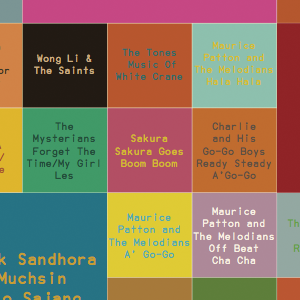 or
Wong Li &
The Saints
The Tones
Music Of
White Crane
Maurice
Patton and
The Melodians
The
Mysterians
Forget The
Time/My Girl
Les
Sakura
Sakura Goes
Boom Boom
Charlie
and His
Go-Go Boys
Ready Steady
A'Go-Go
k Sandhora
Muchsin
o Sajano
Maurice
Patton and
The Melodians
A' Go-Go
Maurice
Patton and
The Melodians
Off Beat
Cha Cha